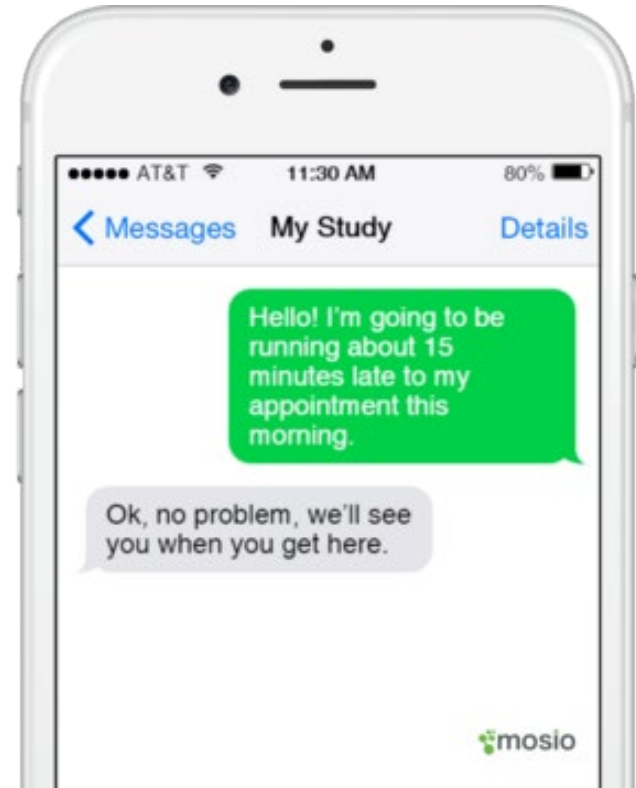 AT&T 11:30 AM 80%
Messages My Study Details
Hello! I'm going to be
running about 15
minutes late to my
appointment this
morning.
Ok, no problem, we'll see
you when you get here.
mosio